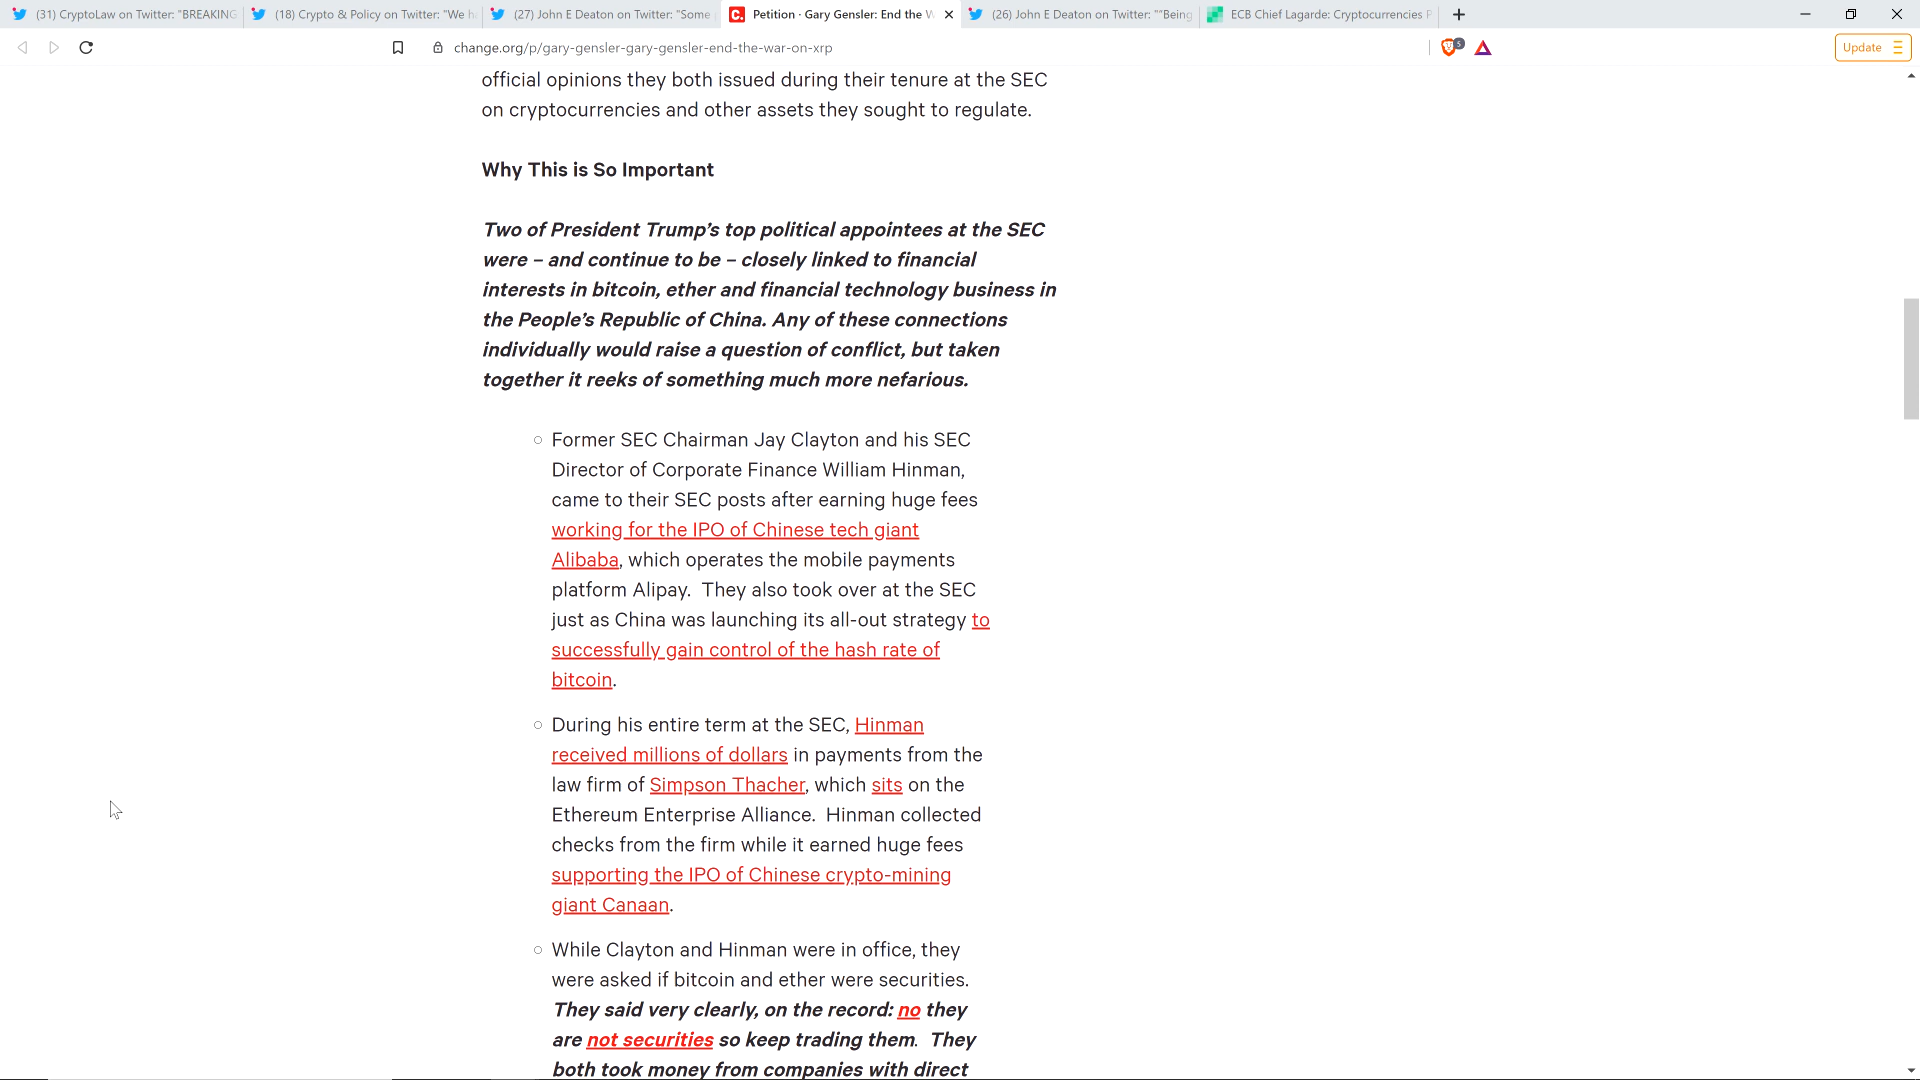 (31) CryptoLaw on Twitter: "BREAKING
(18) Crypto & Policy on Twitter: "We h
(27) John E Deaton on Twitter: "Some
Petition · Gary Gensler: End the W
(26) John E Deaton on Twitter: ""Being
ECB Chief Lagarde: Cryptocurrencies P
change.org/p/gary-gensler-gary-gensler-end-the-war-on-xrp
5
Update
official opinions they both issued during their tenure at the SEC
on cryptocurrencies and other assets they sought to regulate.
Why This is So Important
Two of President Trump's top political appointees at the SEC
were – and continue to be – closely linked to financial
interests in bitcoin, ether and financial technology business in
the People's Republic of China. Any of these connections
individually would raise a question of conflict, but taken
together it reeks of something much more nefarious.
Former SEC Chairman Jay Clayton and his SEC
Director of Corporate Finance William Hinman,
came to their SEC posts after earning huge fees
working for the IPO of Chinese tech giant
Alibaba, which operates the mobile payments
platform Alipay. They also took over at the SEC
just as China was launching its all-out strategy to
successfully gain control of the hash rate of
bitcoin.
During his entire term at the SEC, Hinman
received millions of dollars in payments from the
law firm of Simpson Thacher, which sits on the
Ethereum Enterprise Alliance. Hinman collected
checks from the firm while it earned huge fees
supporting the IPO of Chinese crypto-mining
giant Canaan.
While Clayton and Hinman were in office, they
were asked if bitcoin and ether were securities.
They said very clearly, on the record: no they
are not securities so keep trading them. They
both took money from companies with direct